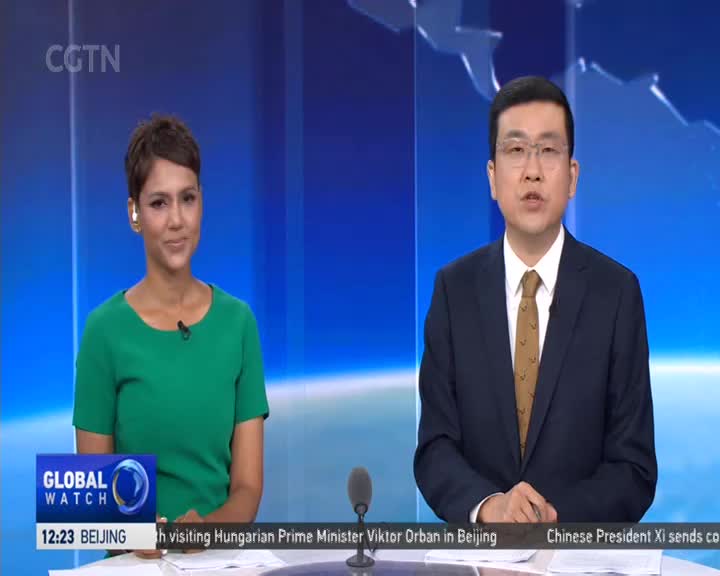 CGTN
GLOBAL
WATCH
12:23 BEIJING
h visiting Hungarian Prime Minister Viktor Orban in Beijing Chinese President Xi sends co